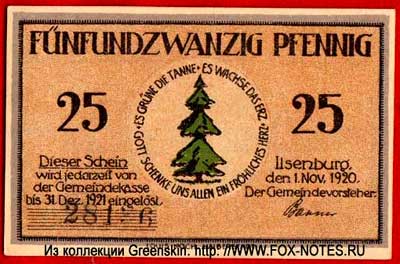 FÜNFUNDZWANZIG PFENNIG
25
25
ES GRÜNE DIE TANNE • ES WACHSE DAS ERZ • GOTT SCHENKE UNS ALLEN EIN FRÖHLICHES HERZ •
Dieser Schein
wird jederzeit von
der Gemeindekasse
bis 31. Dez. 1921 eingelöst.
Ilsenburg,
den 1. Nov. 1920.
Der Gemeindevorsteher:
Из коллекции Greenskin: http://WWW.FOX-NOTES.RU